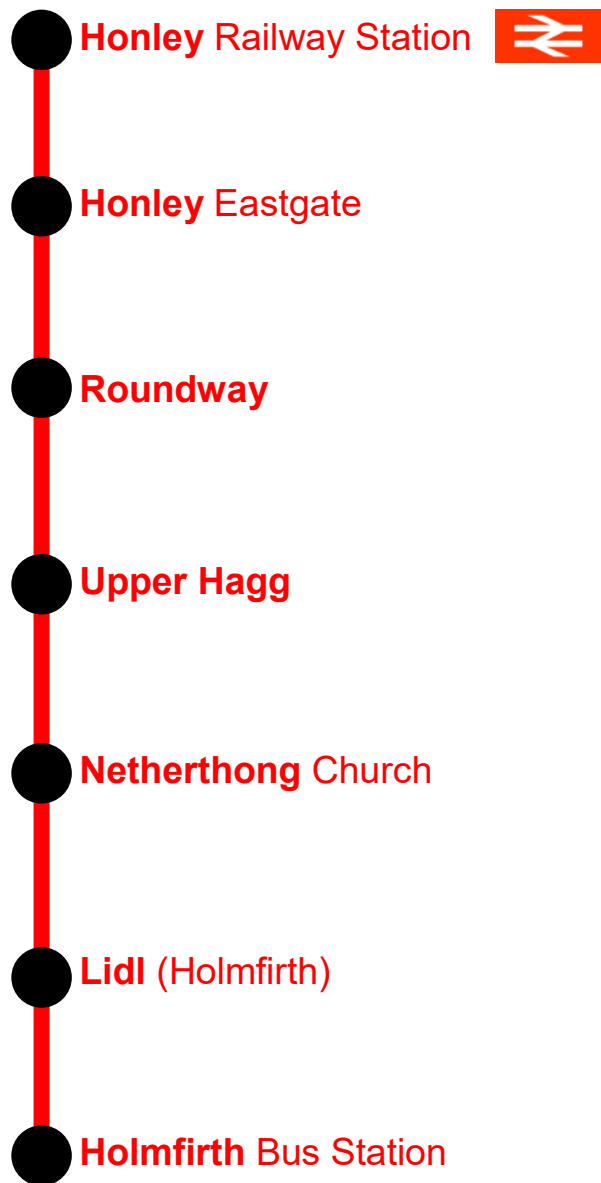 Honley Railway Station
Honley Eastgate
Roundway
Upper Hagg
Netherthong Church
Lidl (Holmfirth)
Holmfirth Bus Station